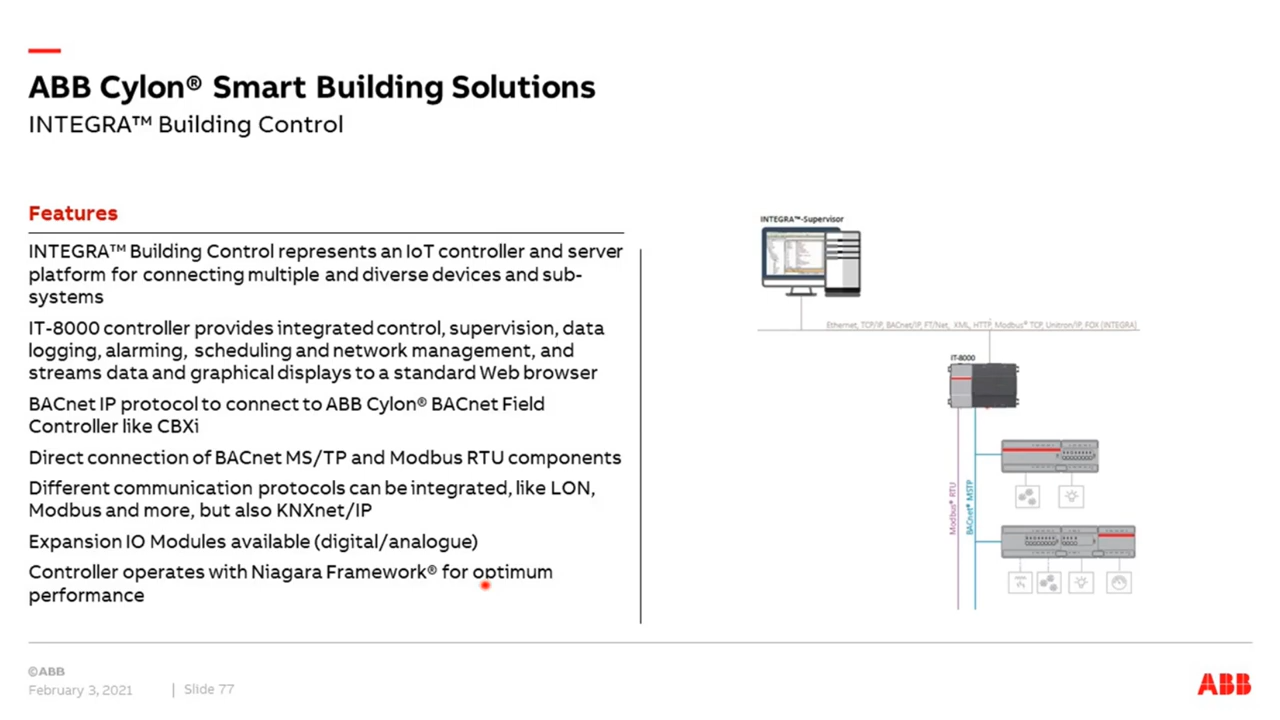 ABB Cylon® Smart Building Solutions
INTEGRA™ Building Control
Features
INTEGRA™ Building Control represents an IoT controller and server
platform for connecting multiple and diverse devices and sub-
systems
IT-8000 controller provides integrated control, supervision, data
logging, alarming, scheduling and network management, and
streams data and graphical displays to a standard Web browser
BACnet IP protocol to connect to ABB Cylon® BACnet Field
Controller like CBXi
Direct connection of BACnet MS/TP and Modbus RTU components
Different communication protocols can be integrated, like LON,
Modbus and more, but also KNXnet/IP
Expansion IO Modules available (digital/analogue)
Controller operates with Niagara Framework® for optimum
performance
INTEGRA™-Supervisor
Ethernet, TCP/IP, BACnet/IP, FT/Net, XML, HTTP, Modbus® TCP, Unitron/IP, FOX (INTEGRA)
IT-8000
Modbus® RTU
BACnet® MSTP
©ABB
February 3, 2021 | Slide 77
ABB